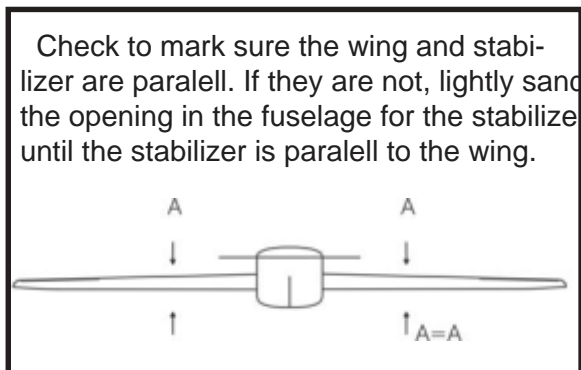 Check to mark sure the wing and stabi-
lizer are paralell. If they are not, lightly sand
the opening in the fuselage for the stabilize
until the stabilizer is paralell to the wing.
A A
A=A